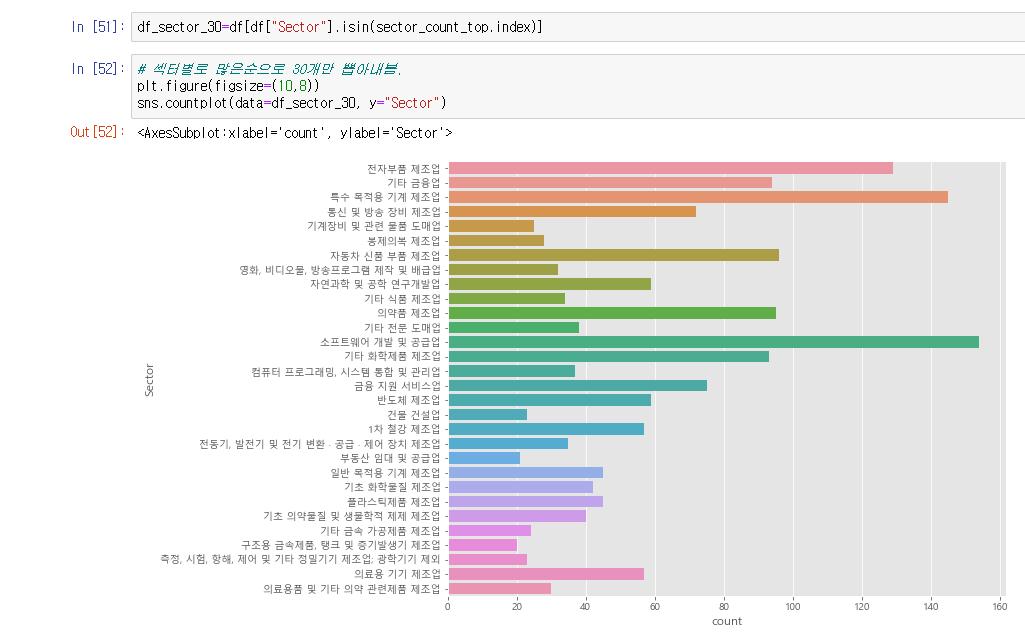 In [51]: df_sector_30=df[df["Sector"].isin(sector_count_top.index)]
In [52]: # 섹터별로 많은순으로 30개만 뽑아내름.
plt.figure(figsize=(10,8))
sns.countplot(data=df_sector_30, y="Sector")
Out[52]: <AxesSubplot:xlabel='count', ylabel='Sector'>
전자부품 제조업
기타 금융업
특수 목적용 기계 제조업
통신 및 방송 장비 제조업
기계장비 및 관련 물품 도매업
봉제의복 제조업
자동차 신품 부품 제조업
영화, 비디오물, 방송프로그램 제작 및 배급업
자연과학 및 공학 연구개발업
기타 식품 제조업
의약품 제조업
기타 전문 도매업
소프트웨어 개발 및 공급업
기타 화학제품 제조업
컴퓨터 프로그래밍, 시스템 통합 및 관리업
금융 지원 서비스업
반도체 제조업
건물 건설업
1차 철강 제조업
전동기, 발전기 및 전기 변환 · 공급 · 제어 장치 제조업
부동산 임대 및 공급업
일반 목적용 기계 제조업
기초 화학물질 제조업
플라스틱제품 제조업
기초 의약물질 및 생물학적 제제 제조업
기타 금속 가공제품 제조업
구조용 금속제품, 탱크 및 증기발생기 제조업
측정, 시험, 항해, 제어 및 기타 정밀기기 제조업; 광학기기 제외
의료용 기기 제조업
의료용품 및 기타 의약 관련제품 제조업
Sector
0 20 40 60 80 100 120 140 160
count